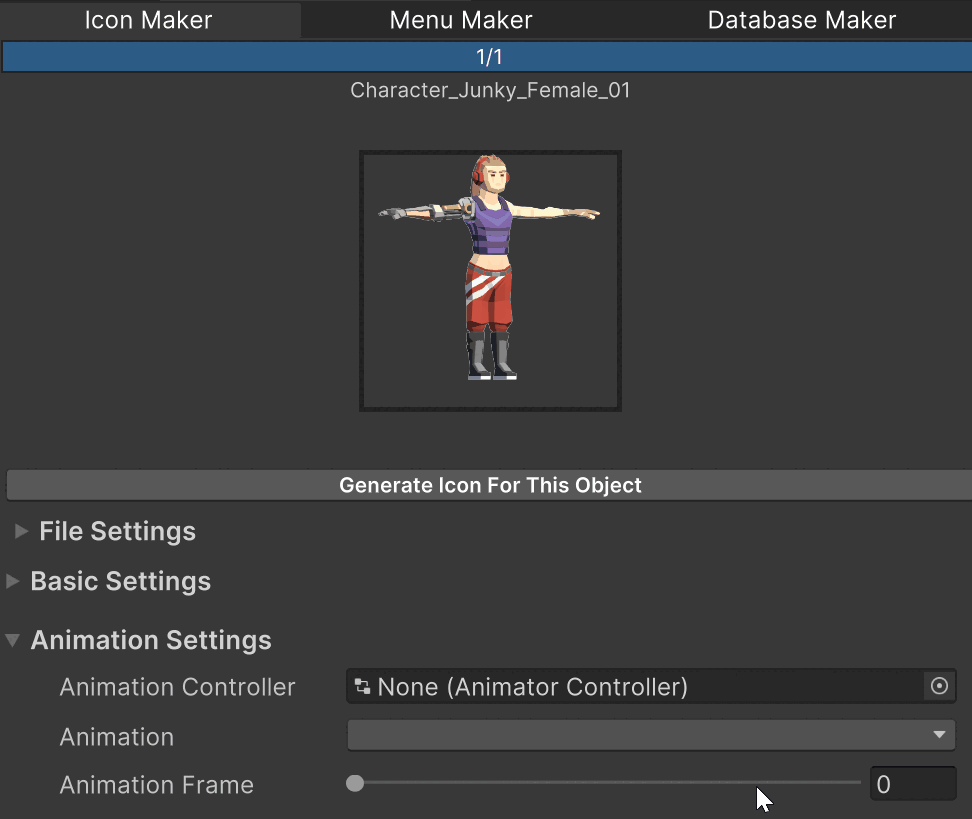 Icon Maker Menu Maker Database Maker
1/1
Character_Junky_Female_01
Generate Icon For This Object
File Settings
Basic Settings
Animation Settings
Animation Controller None (Animator Controller)
Animation
Animation Frame 0